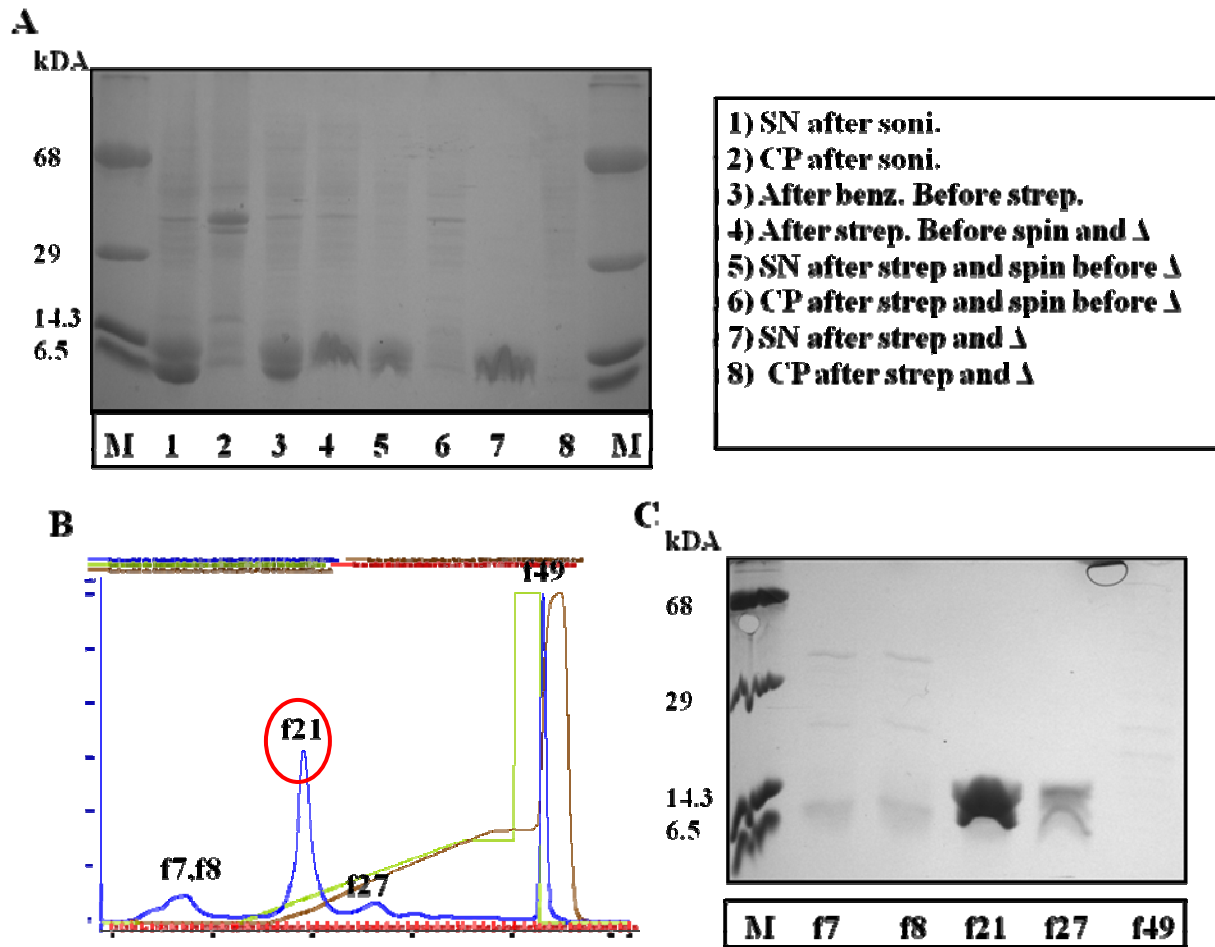 A
kDA
68
29
14.3
6.5
M 1 2 3 4 5 6 7 8 M
1) SN after soni.
2) CP after soni.
3) After benz. Before strep.
4) After strep. Before spin and Δ
5) SN after strep and spin before Δ
6) CP after strep and spin before Δ
7) SN after strep and Δ
8) CP after strep and Δ
B
f49
f21
f7,f8
f27
C
kDA
68
29
14.3
6.5
M f7 f8 f21 f27 f49